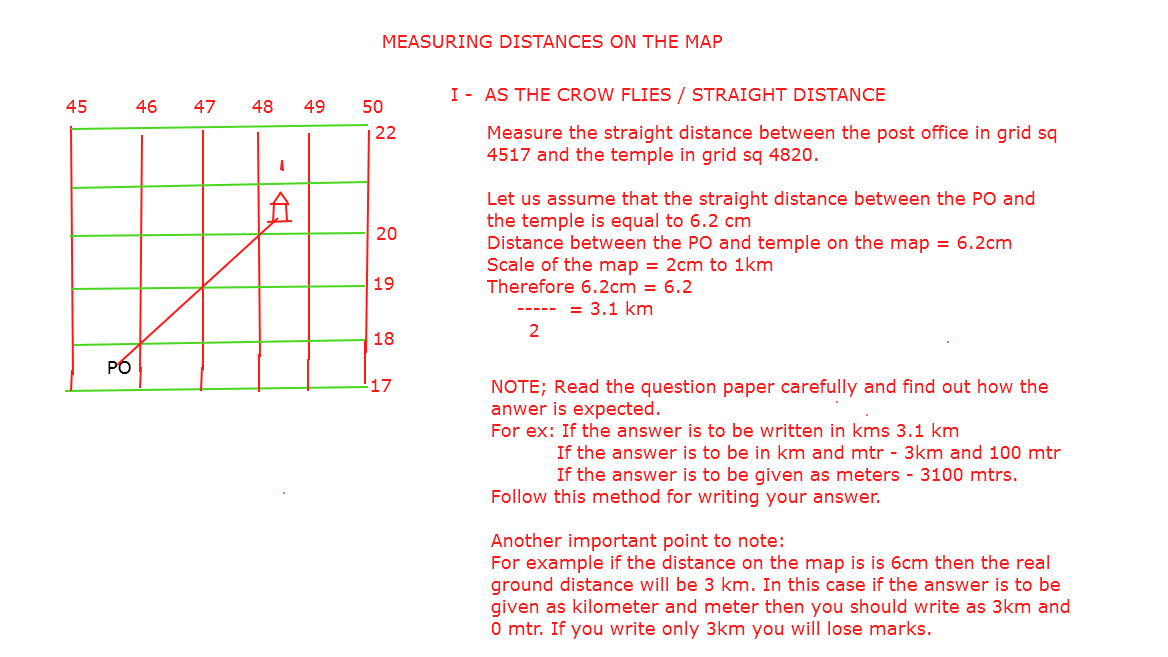 MEASURING DISTANCES ON THE MAP
45 46 47 48 49 50
22
20
19
18
17
PO
I - AS THE CROW FLIES / STRAIGHT DISTANCE
Measure the straight distance between the post office in grid sq
4517 and the temple in grid sq 4820.
Let us assume that the straight distance between the PO and
the temple is equal to 6.2 cm
Distance between the PO and temple on the map = 6.2cm
Scale of the map = 2cm to 1km
Therefore 6.2cm = 6.2
----- = 3.1 km
2
NOTE; Read the question paper carefully and find out how the
anwer is expected.
For ex: If the answer is to be written in kms 3.1 km
If the answer is to be in km and mtr - 3km and 100 mtr
If the answer is to be given as meters - 3100 mtrs.
Follow this method for writing your answer.
Another important point to note:
For example if the distance on the map is is 6cm then the real
ground distance will be 3 km. In this case if the answer is to be
given as kilometer and meter then you should write as 3km and
0 mtr. If you write only 3km you will lose marks.